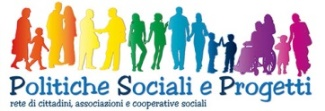 Politiche Sociali e Progetti
rete di cittadini, associazioni e cooperative sociali